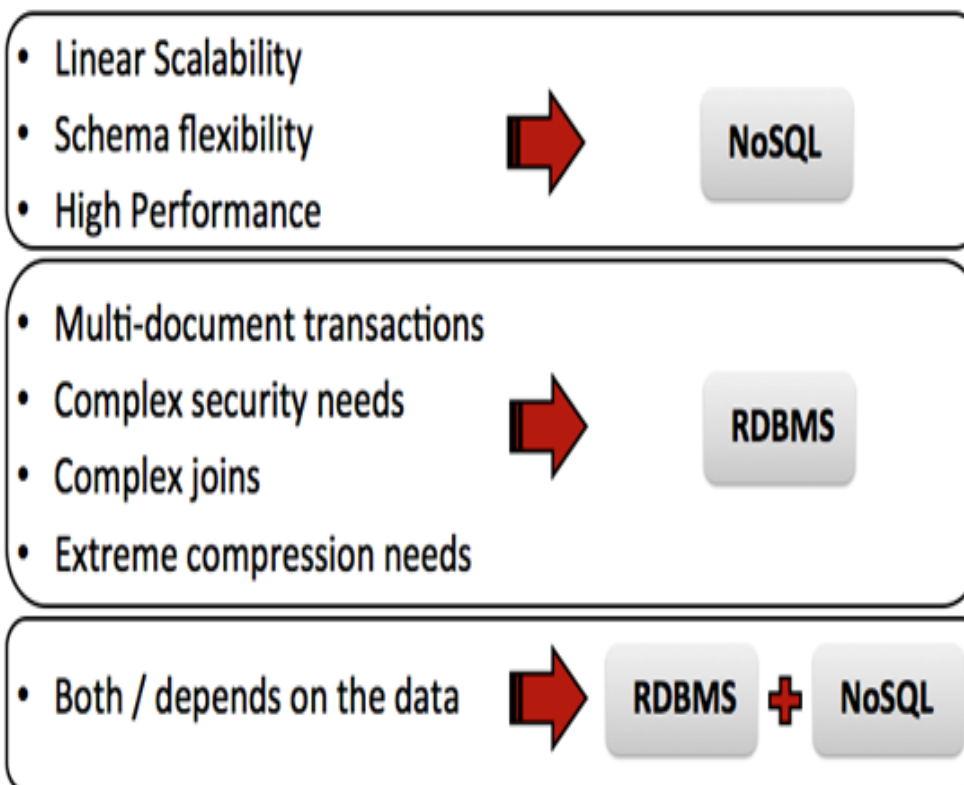 • Linear Scalability
• Schema flexibility
• High Performance
NoSQL
• Multi-document transactions
• Complex security needs
• Complex joins
• Extreme compression needs
RDBMS
• Both / depends on the data
RDBMS + NoSQL